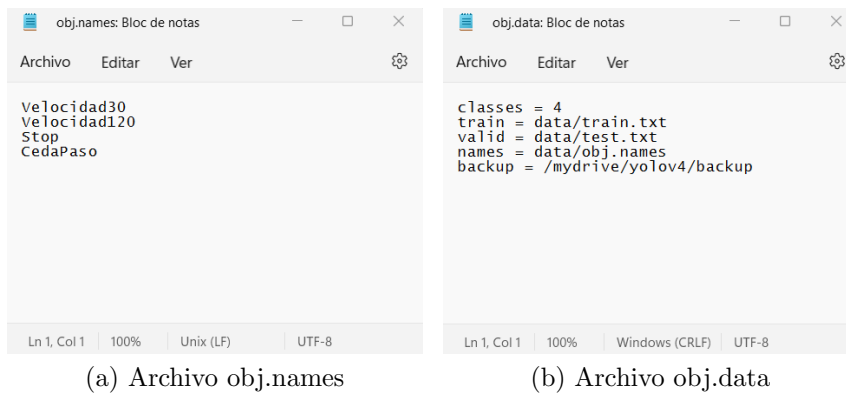 obj.names: Bloc de notas
Archivo Editar Ver
Velocidad30
Velocidad120
Stop
CedaPaso
Ln 1, Col 1 100% Unix (LF) UTF-8
(a) Archivo obj.names
obj.data: Bloc de notas
Archivo Editar Ver
classes = 4
train = data/train.txt
valid = data/test.txt
names = data/obj.names
backup = /mydrive/yolov4/backup
Ln 1, Col 1 100% Windows (CRLF) UTF-8
(b) Archivo obj.data